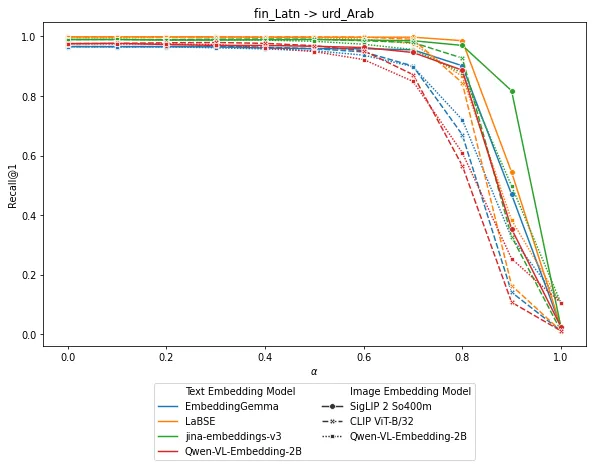 fin_Latn -> urd_Arab
Recall@1
1.0
0.8
0.6
0.4
0.2
0.0
0.0 0.2 0.4 0.6 0.8 1.0
α
Text Embedding Model
EmbeddingGemma
LaBSE
jina-embeddings-v3
Qwen-VL-Embedding-2B
Image Embedding Model
SigLIP 2 So400m
CLIP ViT-B/32
Qwen-VL-Embedding-2B